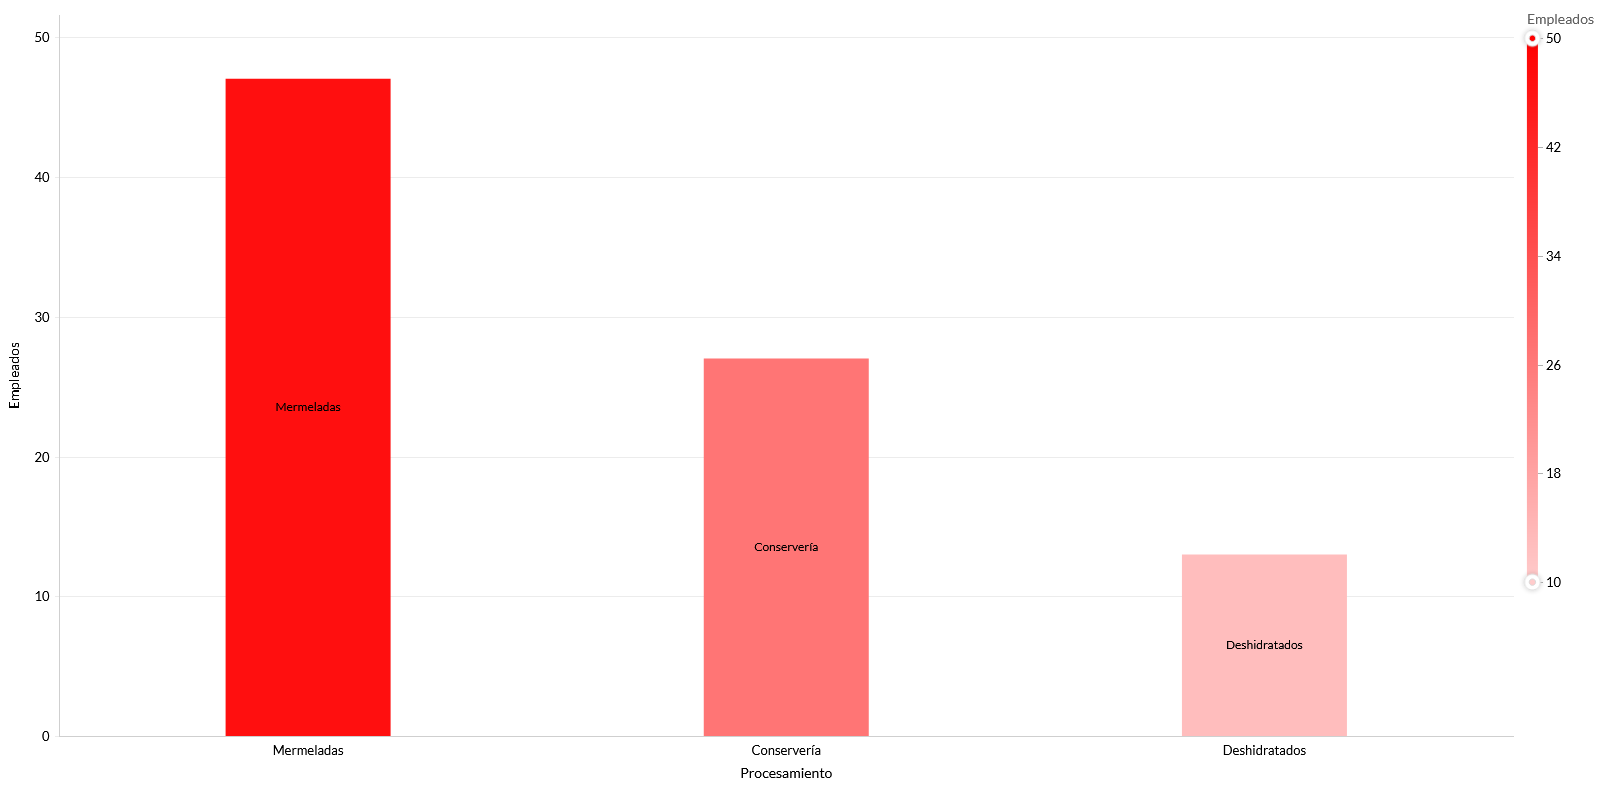 Empleados
50
42
34
26
18
10
50
40
30
20
10
0
Empleados
Mermeladas
Conservería
Deshidratados
Mermeladas
Conservería
Deshidratados
Procesamiento